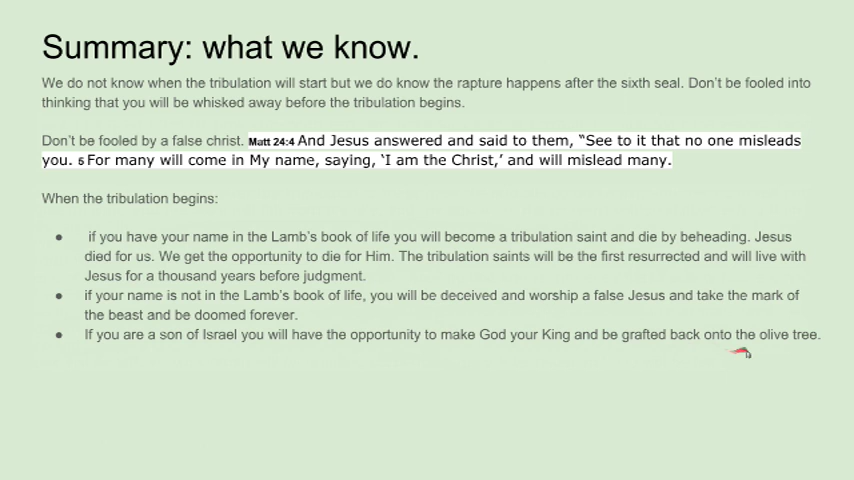 Summary: what we know.
We do not know when the tribulation will start but we do know the rapture happens after the sixth seal. Don't be fooled into
thinking that you will be whisked away before the tribulation begins.
Don't be fooled by a false christ. Matt 24:4 And Jesus answered and said to them, “See to it that no one misleads
you. 5 For many will come in My name, saying, ‘I am the Christ,’ and will mislead many.
When the tribulation begins:
● if you have your name in the Lamb's book of life you will become a tribulation saint and die by beheading. Jesus
died for us. We get the opportunity to die for Him. The tribulation saints will be the first resurrected and will live with
Jesus for a thousand years before judgment.
● if your name is not in the Lamb's book of life, you will be deceived and worship a false Jesus and take the mark of
the beast and be doomed forever.
● If you are a son of Israel you will have the opportunity to make God your King and be grafted back onto the olive tree.